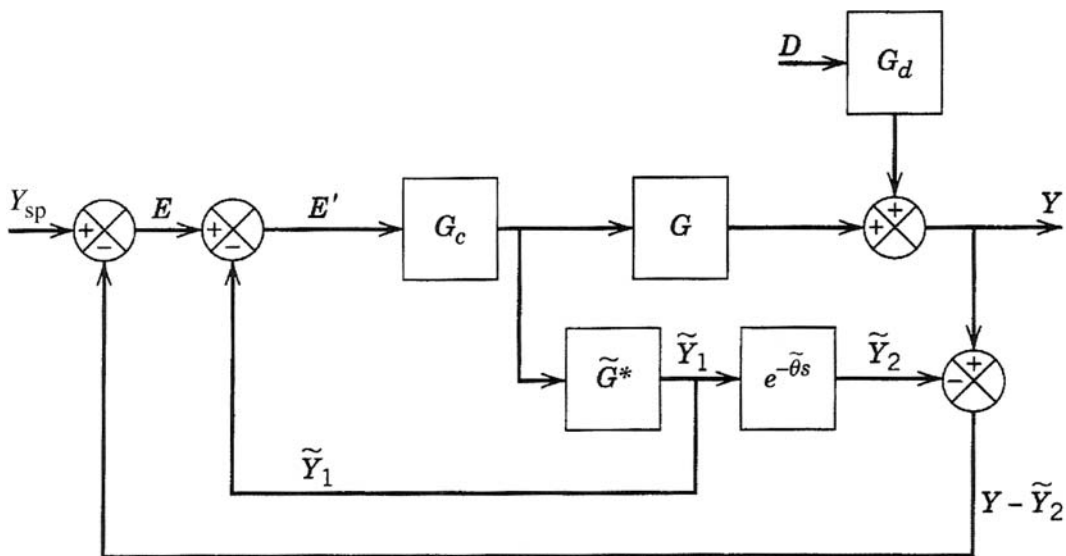 D
G_d
Y_sp
+
−
E
+
−
E′
G_c
G
+
+
Y
G̃*
Ỹ_1
e^{−θ̃s}
Ỹ_2
−
+
Ỹ_1
Y − Ỹ_2